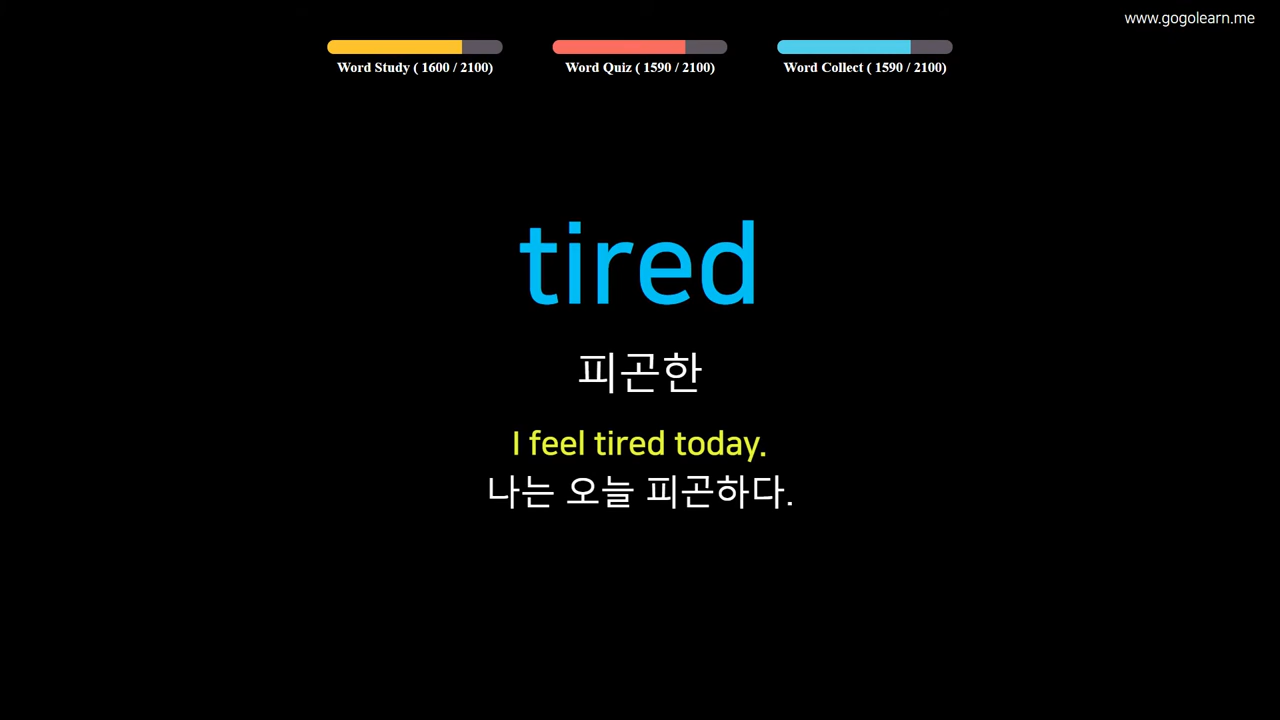 www.gogolearn.me
Word Study ( 1600 / 2100)
Word Quiz ( 1590 / 2100)
Word Collect ( 1590 / 2100)
tired
피곤한
I feel tired today.
나는 오늘 피곤하다.